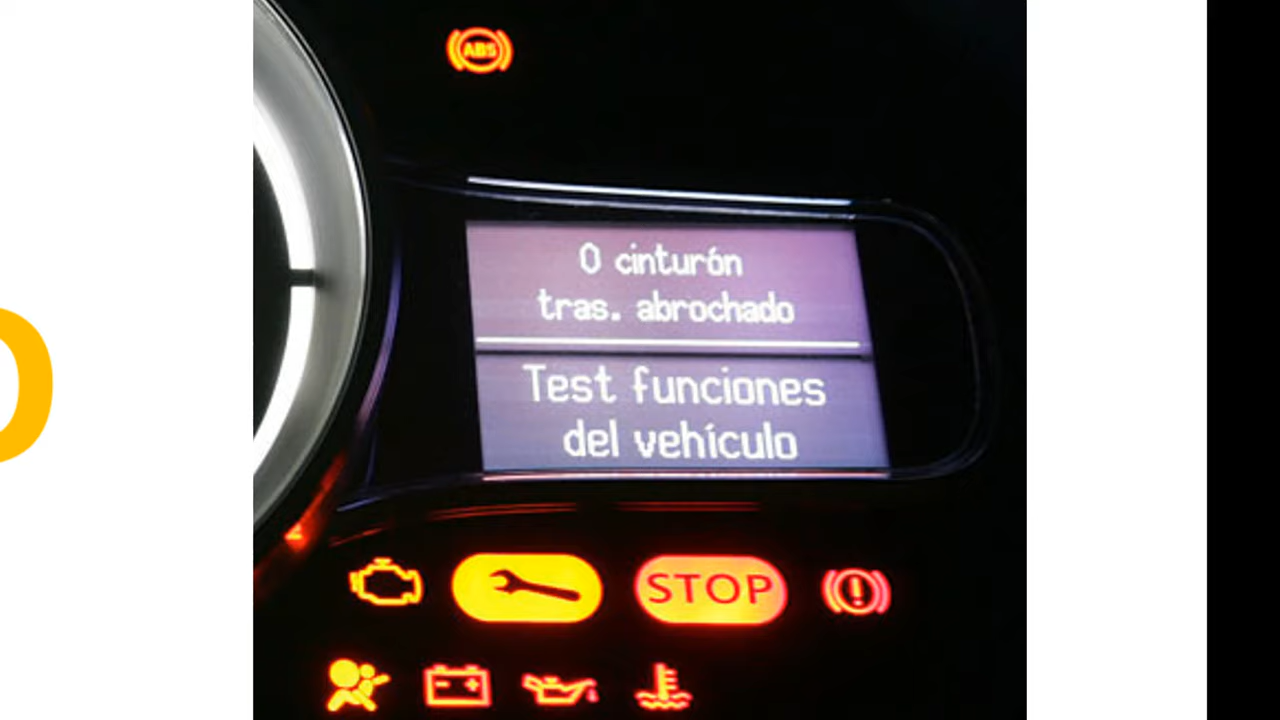 ABS
0 cinturón
tras. abrochado
Test funciones
del vehículo
STOP